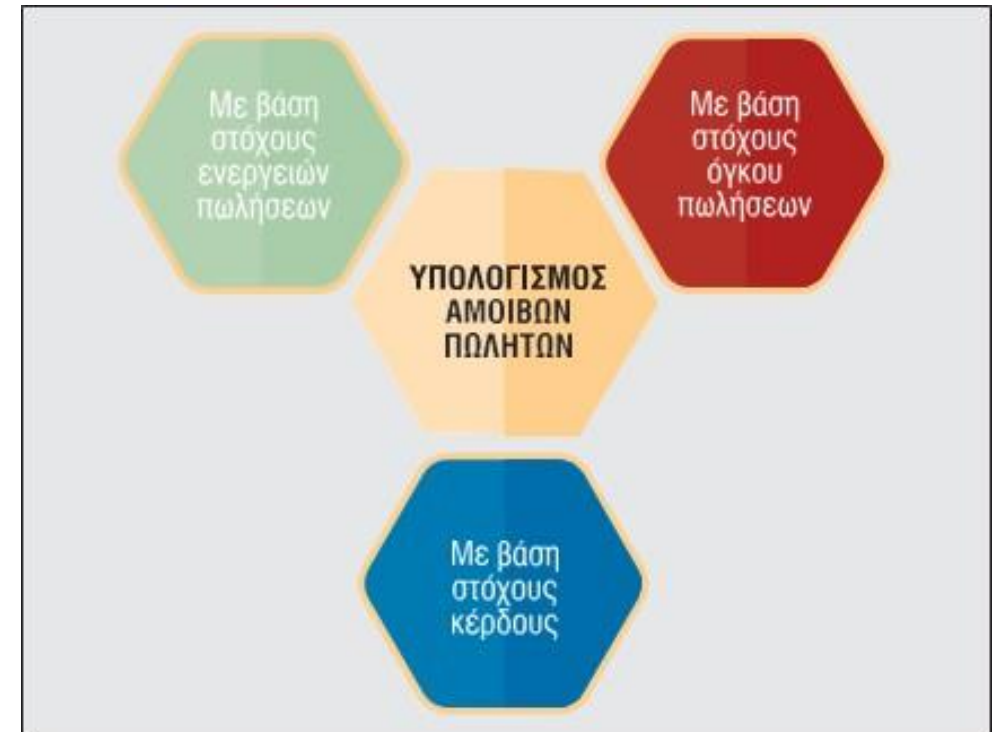 Με βάση
στόχους
ενεργειών
πωλήσεων
Με βάση
στόχους
όγκου
πωλήσεων
ΥΠΟΛΟΓΙΣΜΟΣ
ΑΜΟΙΒΩΝ
ΠΩΛΗΤΩΝ
Με βάση
στόχους
κέρδους